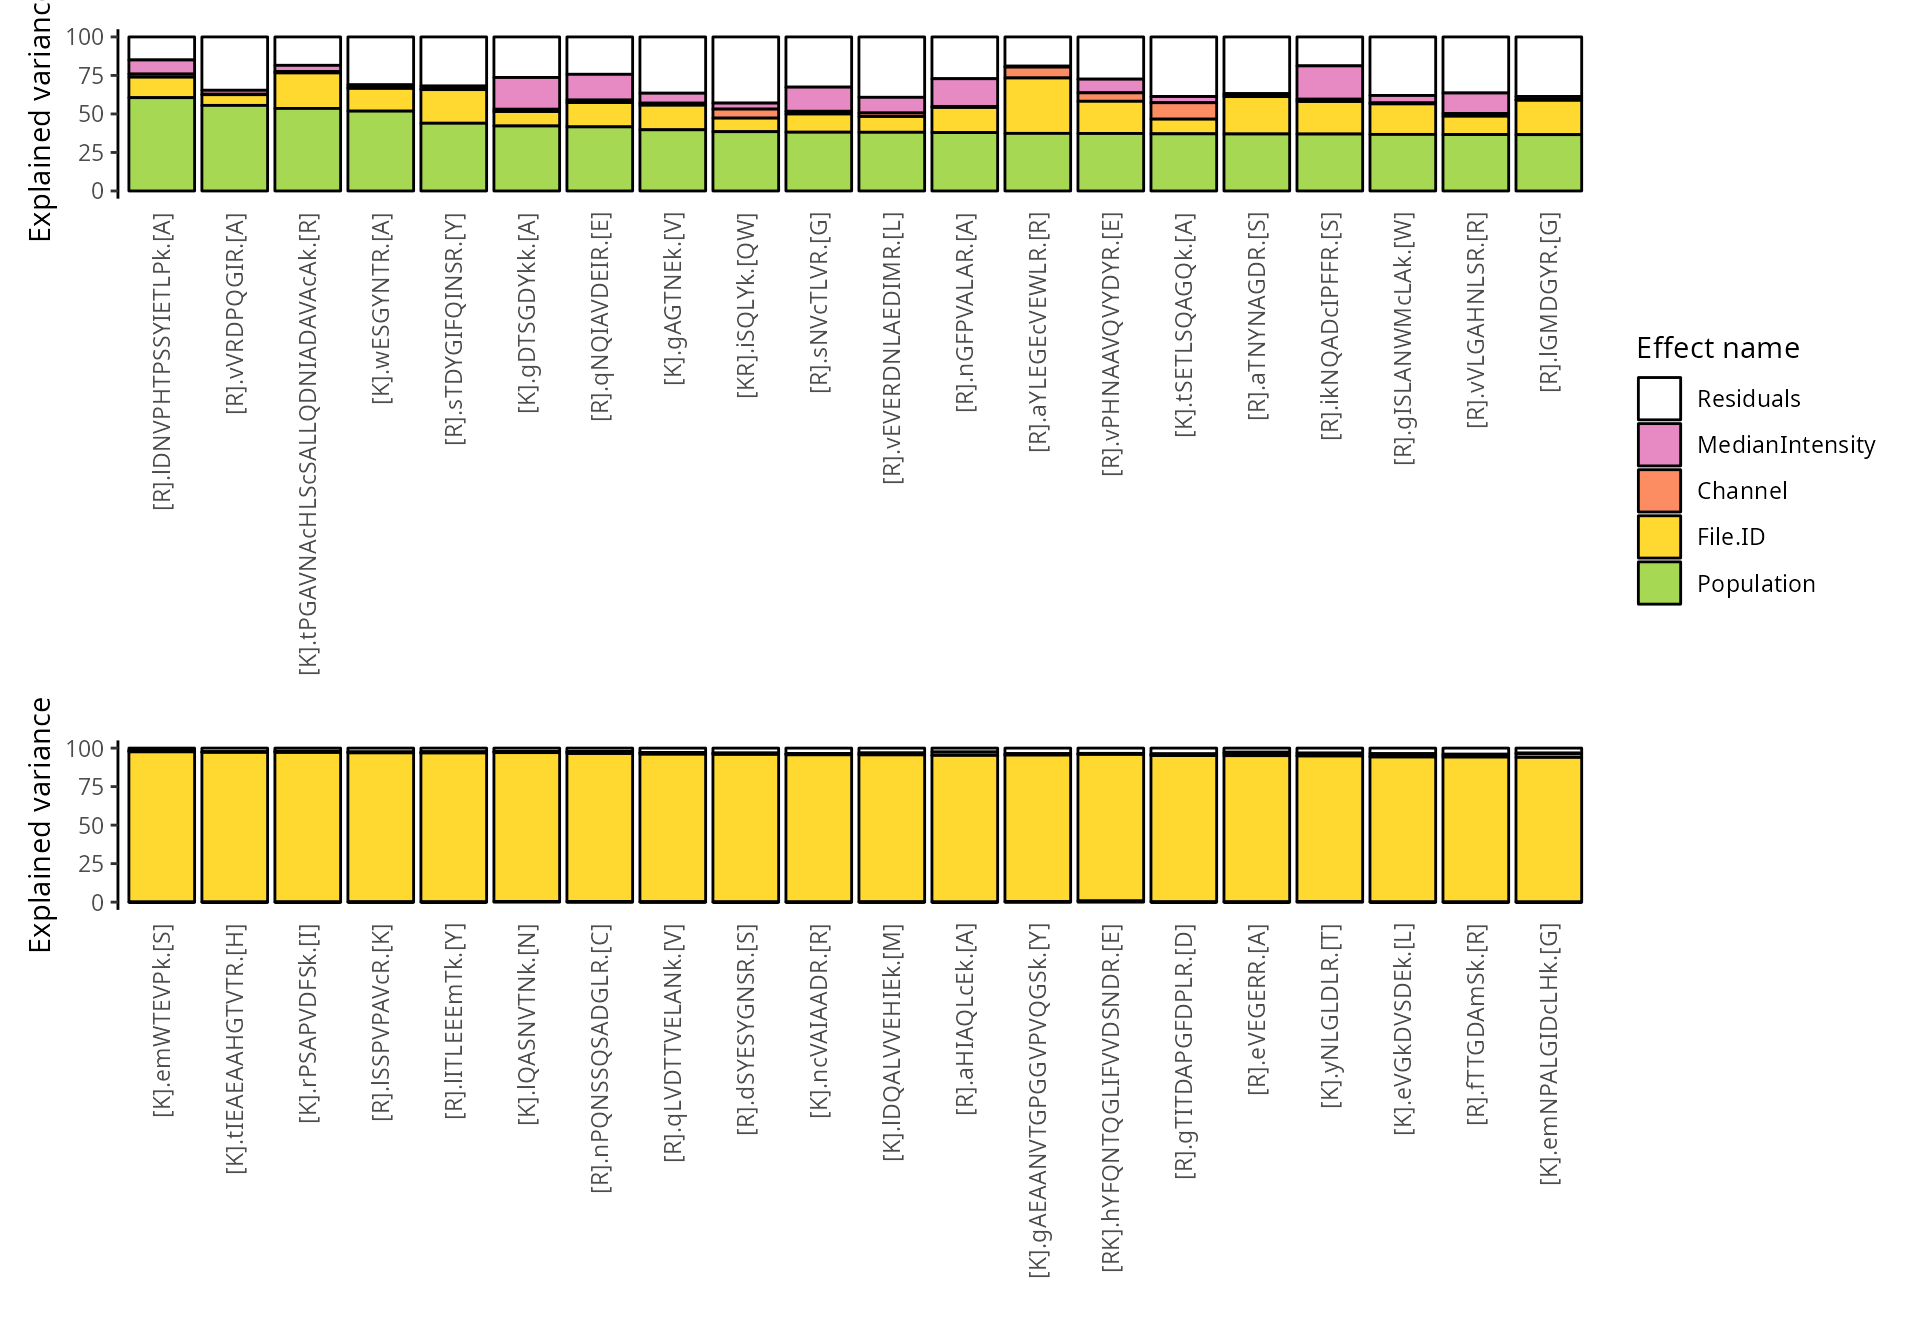 Explained variance
100
75
50
25
0
[R].lDNVPHTPSSYIETLPk.[A]
[R].vVRDPQGIR.[A]
[K].tPGAVNAcHLScSALLQDNIADAVAcAk.[R]
[K].wESGYNTR.[A]
[R].sTDYGIFQINSR.[Y]
[K].gDTSGDYkk.[A]
[R].qNQIAVDEIR.[E]
[K].gAGTNEk.[V]
[KR].iSQLYk.[QW]
[R].sNVcTLVR.[G]
[R].vEVERDNLAEDIMR.[L]
[R].nGFPVALAR.[A]
[R].aYLEGEcVEWLR.[R]
[R].vPHNAAVQVYDYR.[E]
[K].tSETLSQAGQk.[A]
[R].aTNYNAGDR.[S]
[R].ikNQADcIPFFR.[S]
[R].gISLANWMcLAk.[W]
[R].vVLGAHNLSR.[R]
[R].lGMDGYR.[G]
Effect name
Residuals
MedianIntensity
Channel
File.ID
Population
Explained variance
100
75
50
25
0
[K].emWTEVPk.[S]
[K].tIEAEAAHGTVTR.[H]
[K].rPSAPVDFSk.[I]
[R].lSSPVPAVcR.[K]
[R].lITLEEEmTk.[Y]
[K].lQASNVTNk.[N]
[R].nPQNSSQSADGLR.[C]
[R].qLVDTTVELANk.[V]
[R].dSYESYGNSR.[S]
[K].ncVAIAADR.[R]
[K].lDQALVVEHIEk.[M]
[R].aHIAQLcEk.[A]
[K].gAEAANVTGPGGVPVQGSk.[Y]
[RK].hYFQNTQGLIFVVDSNDR.[E]
[R].gTITDAPGFDPLR.[D]
[R].eVEGERR.[A]
[K].yNLGLDLR.[T]
[K].eVGkDVSDEk.[L]
[R].fTTGDAmSk.[R]
[K].emNPALGIDcLHk.[G]